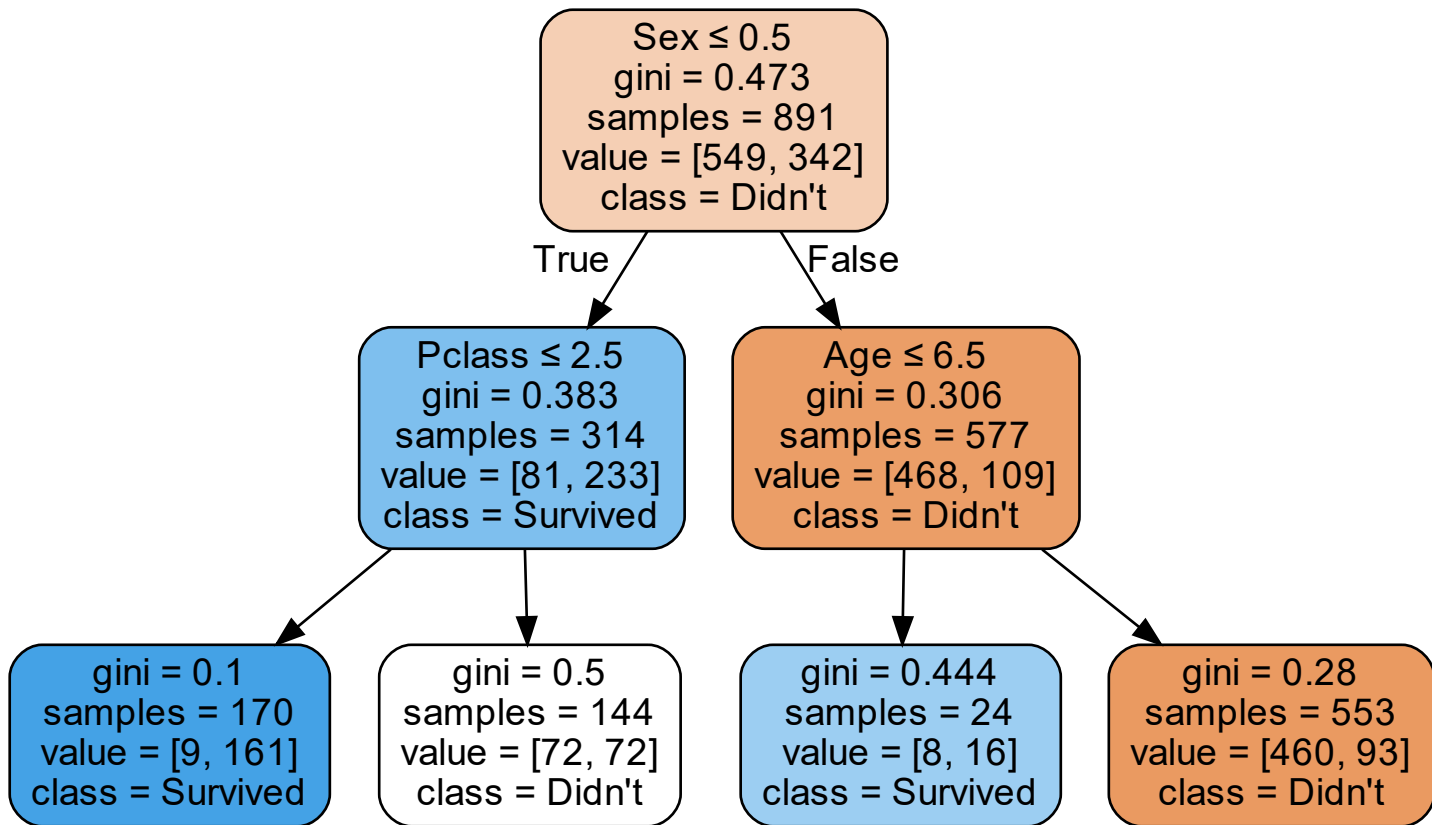 Sex ≤ 0.5
gini = 0.473
samples = 891
value = [549, 342]
class = Didn't
True
False
Pclass ≤ 2.5
gini = 0.383
samples = 314
value = [81, 233]
class = Survived
Age ≤ 6.5
gini = 0.306
samples = 577
value = [468, 109]
class = Didn't
gini = 0.1
samples = 170
value = [9, 161]
class = Survived
gini = 0.5
samples = 144
value = [72, 72]
class = Didn't
gini = 0.444
samples = 24
value = [8, 16]
class = Survived
gini = 0.28
samples = 553
value = [460, 93]
class = Didn't